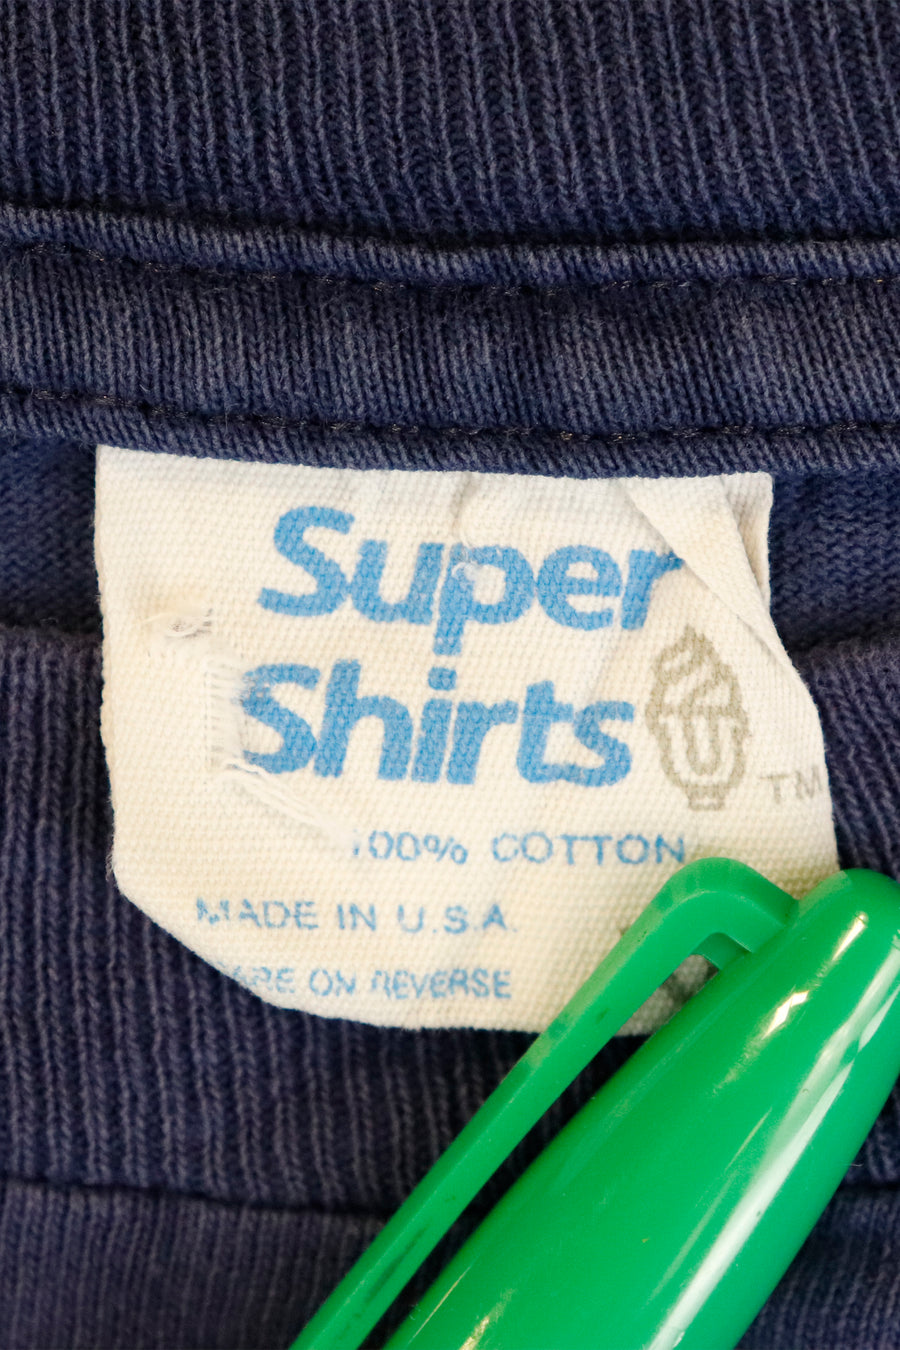 Super
Shirts
U TM
100% COTTON
MADE IN U.S.A.
CARE ON REVERSE